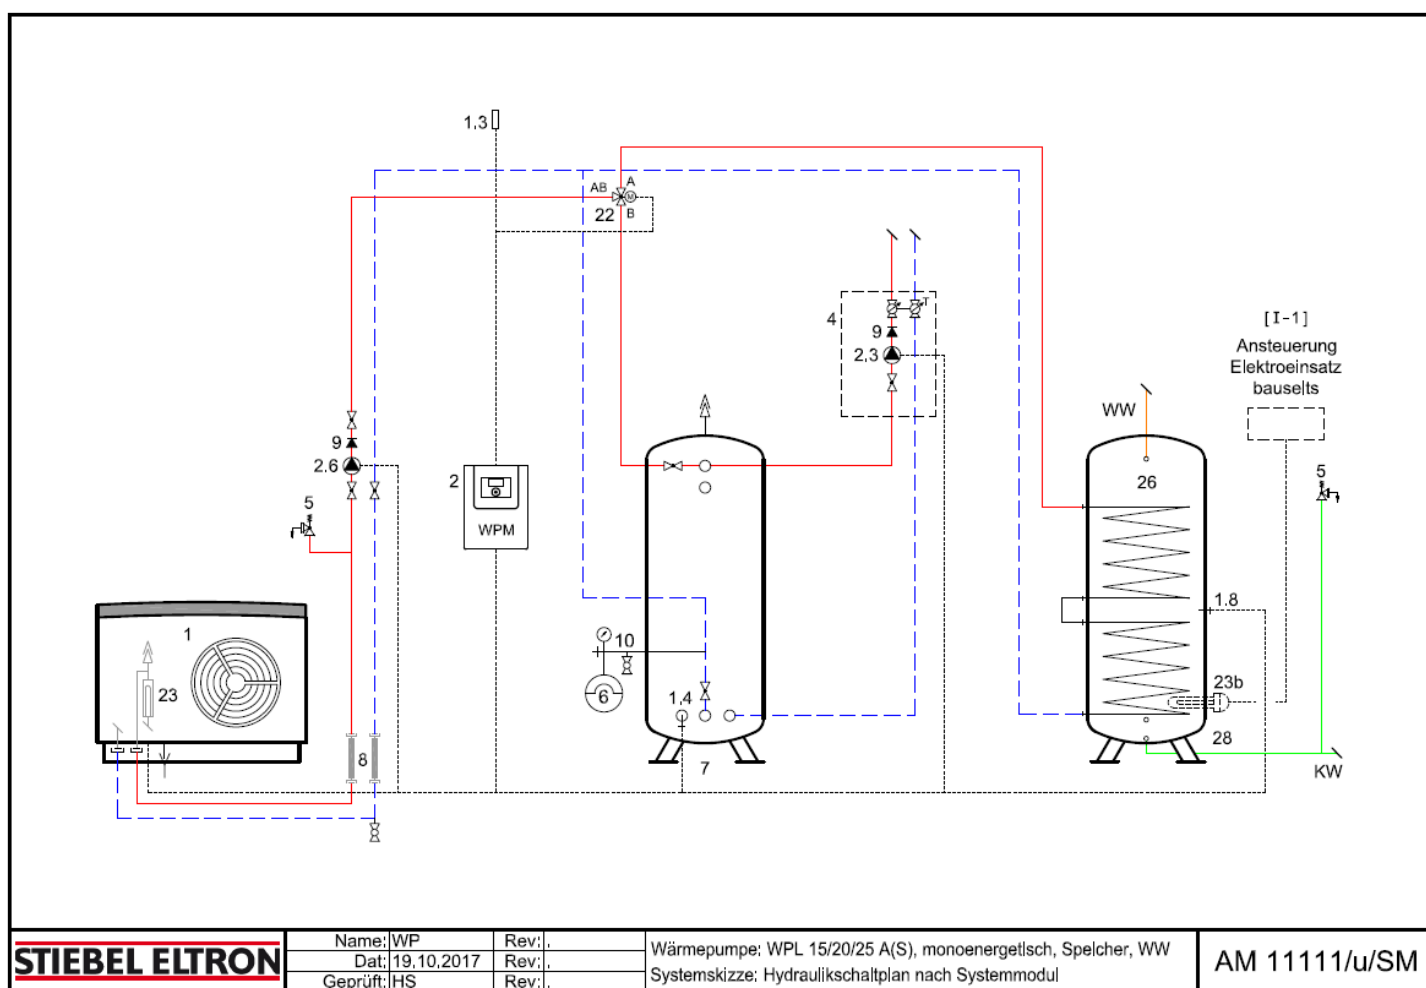 1,3
AB
A
M
22
B
4
T
9
2,3
[I-1]
Ansteuerung
Elektroeinsatz
bauseits
WW
9
2.6
2
WPM
5
26
5
1
23
10
6
1,4
1.8
23b
8
7
28
KW
STIEBEL ELTRON
Name: WP Rev: .
Dat: 19,10,2017 Rev: .
Geprüft: HS Rev: .
Wärmepumpe: WPL 15/20/25 A(S), monoenergetisch, Speicher, WW
Systemskizze: Hydraulikschaltplan nach Systemmodul
AM 11111/u/SM